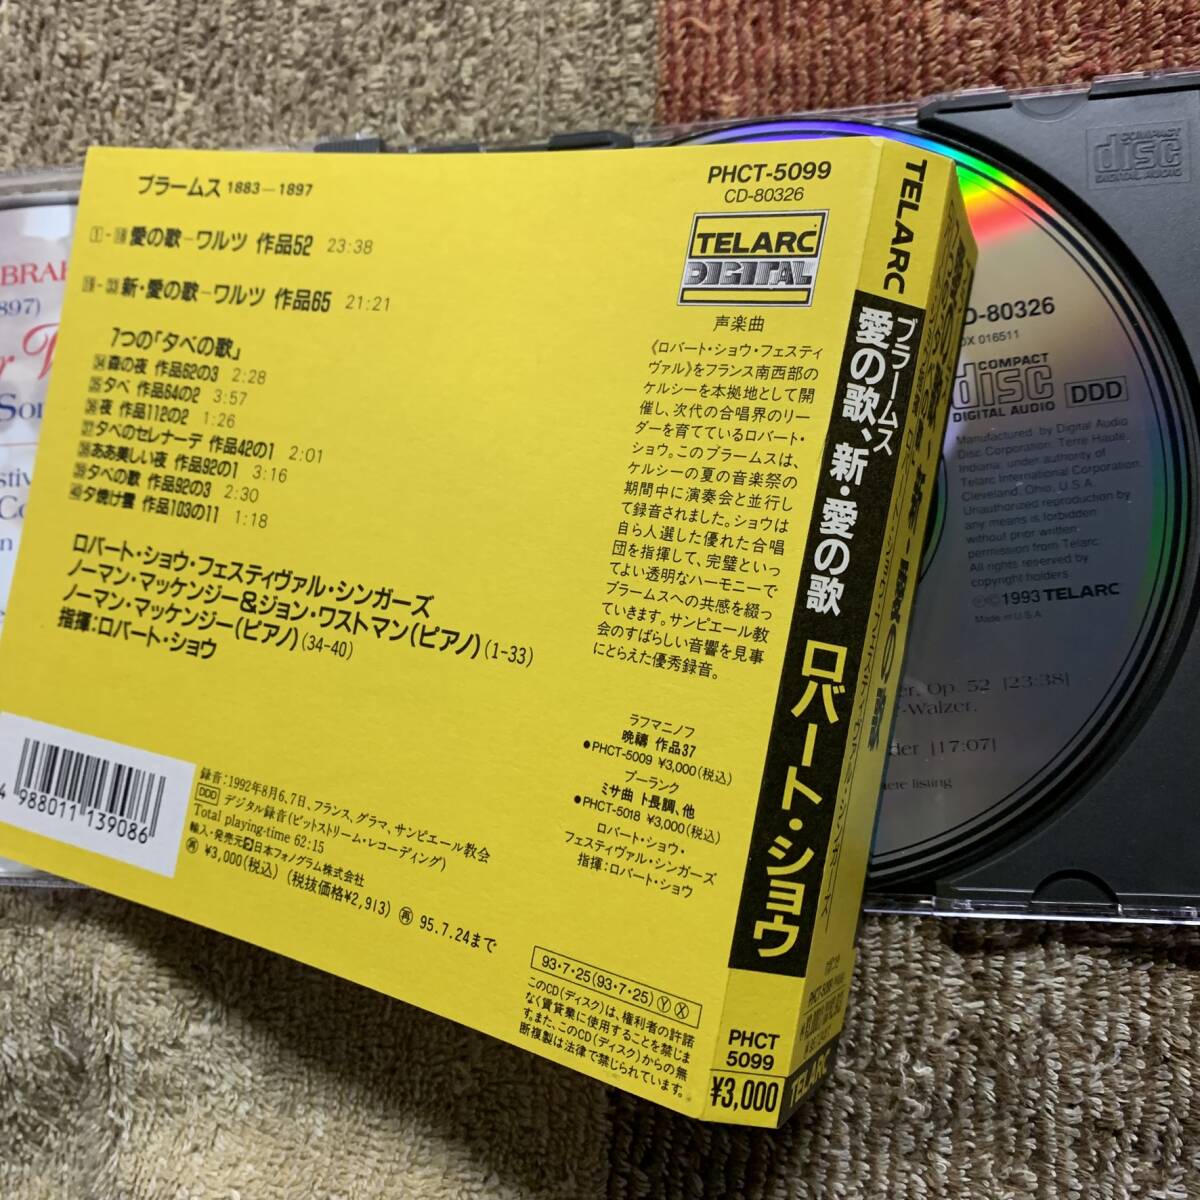 ブラームス 1883—1897
1-18 愛の歌-ワルツ 作品52 23:38
19-33 新・愛の歌-ワルツ 作品65 21:21
7つの「夕べの歌」
34 森の夜 作品62の3 2:28
35 夕べ 作品64の2 3:57
36 夜 作品112の2 1:26
37 夕べのセレナーデ 作品42の1 2:01
38 ああ美しい夜 作品92の1 3:16
39 夕べの歌 作品92の3 2:30
40 夕焼け雲 作品103の11 1:18
ロバート・ショウ・フェスティヴァル・シンガーズ
ノーマン・マッケンジー&ジョン・ワストマン(ピアノ)(1-33)
ノーマン・マッケンジー(ピアノ)(34-40)
指揮:ロバート・ショウ
988011 139086
録音:1992年8月6、7日、フランス、グラマ、サンピエール教会
DDD デジタル録音(ビットストリーム・レコーディング)
Total playing-time 62:15
輸入・発売元 日本フォノグラム株式会社
再 ¥3,000(税込) (税抜価格¥2,913) 再 95.7.24まで
PHCT-5099
CD-80326
TELARC
DIGITAL
声楽曲
《ロバート・ショウ・フェスティ
ヴァル》をフランス南西部の
ケルシーを本拠地として開
催し、次代の合唱界のリー
ダーを育てているロバート・
ショウ。このブラームスは、
ケルシーの夏の音楽祭の
期間中に演奏会と並行し
て録音されました。ショウは
自ら人選した優れた合唱
団を指揮して、完璧といっ
てよい透明なハーモニーで
ブラームスへの共感を綴っ
ていきます。サンピエール教
会のすばらしい音響を見事
にとらえた優秀録音。
ラフマニノフ
晩禱 作品37
●PHCT-5009 ¥3,000(税込)
プーランク
ミサ曲 ト長調、他
●PHCT-5018 ¥3,000(税込)
ロバート・ショウ・
フェスティヴァル・シンガーズ
指揮:ロバート・ショウ
93・7・25(93・7・25)ⓎⓍ
このCD(ディスク)は、権利者の許諾
なく賃貸業に使用することを禁じま
す。また、このCD(ディスク)からの無
断複製は法律で禁じられています。
TELARC
ブラームス
愛の歌、新・愛の歌
ロバート・ショウ
PHCT
5099
¥3,000
TELARC
COMPACT
disc
DIGITAL AUDIO
CD-80326
016511
COMPACT
disc
DIGITAL AUDIO
DDD
Manufactured by Digital Audio
Disc Corporation, Terre Haute,
Indiana; under authority of
Telarc International Corporation,
Cleveland, Ohio, U.S.A.
Unauthorized reproduction by
any means is forbidden
without prior written
permission from Telarc.
All rights reserved by
copyright holders.
℗©1993 TELARC
Made in U.S.A.
Op. 52 [23:38]
-Walzer,
[17:07]
listing
897)